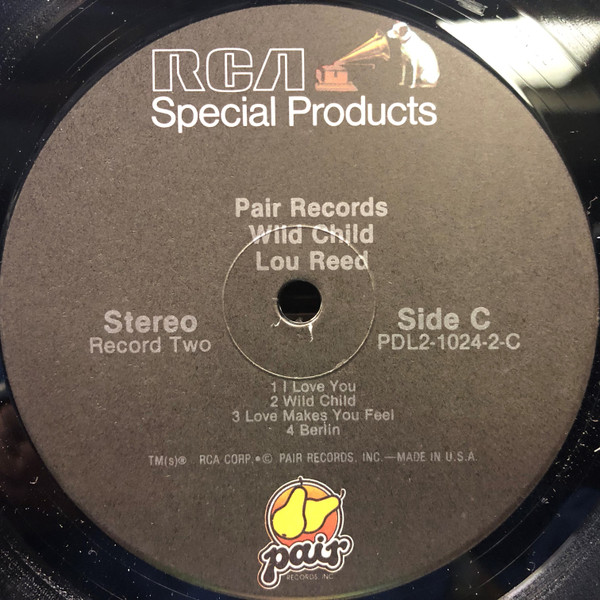 RCA
Special Products
Pair Records
Wild Child
Lou Reed
Stereo
Side C
Record Two
PDL2-1024-2-C
1 I Love You
2 Wild Child
3 Love Makes You Feel
4 Berlin
TM(s)® RCA CORP.•© PAIR RECORDS, INC.—MADE IN U.S.A.
pair
RECORDS INC